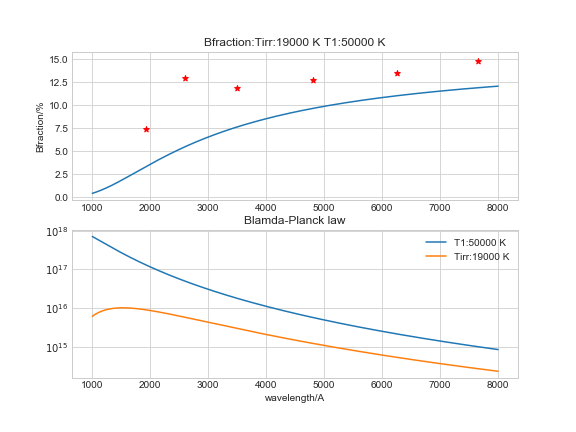 Bfraction:Tirr:19000 K T1:50000 K
Bfraction/%
15.0
12.5
10.0
7.5
5.0
2.5
0.0
1000 2000 3000 4000 5000 6000 7000 8000
Blamda-Planck law
10^18
10^17
10^16
10^15
T1:50000 K
Tirr:19000 K
1000 2000 3000 4000 5000 6000 7000 8000
wavelength/A